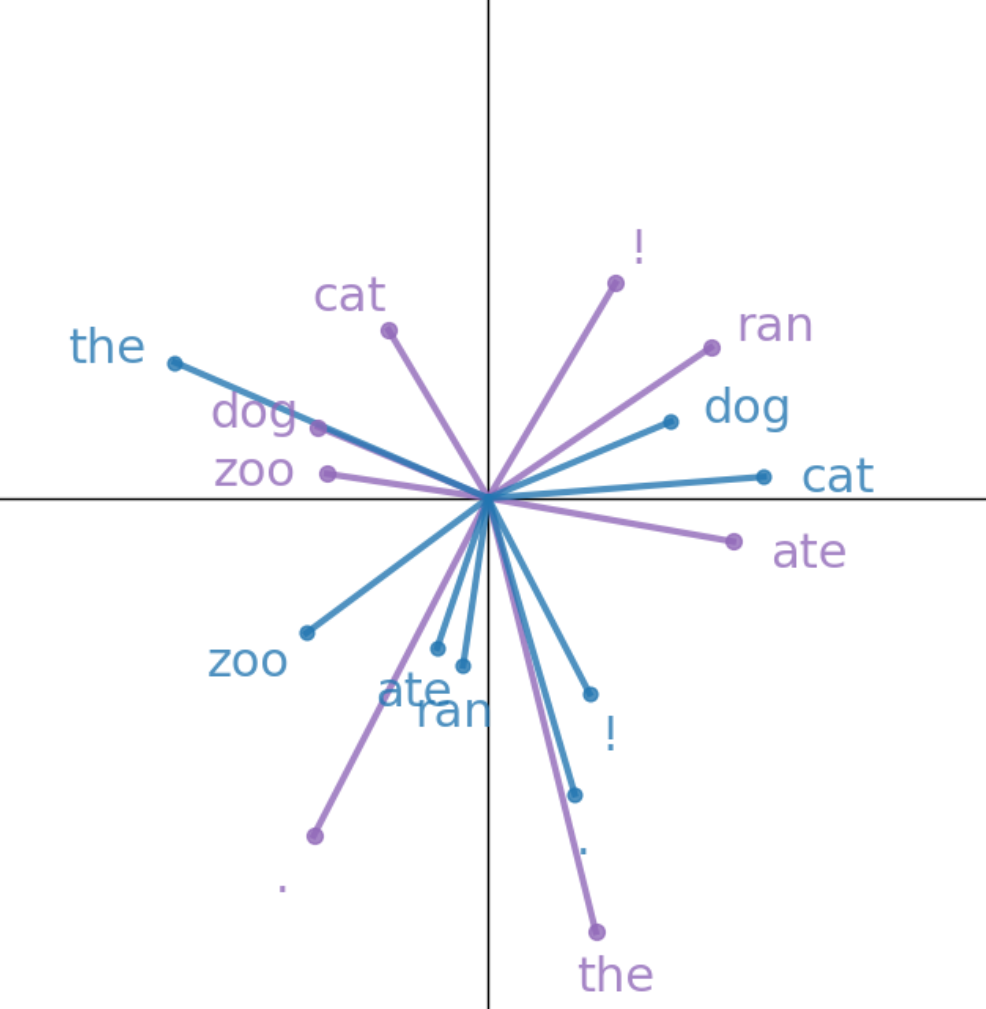 !
cat
ran
the
dog
dog
zoo
cat
ate
zoo
ate
ran
!
.
.
the